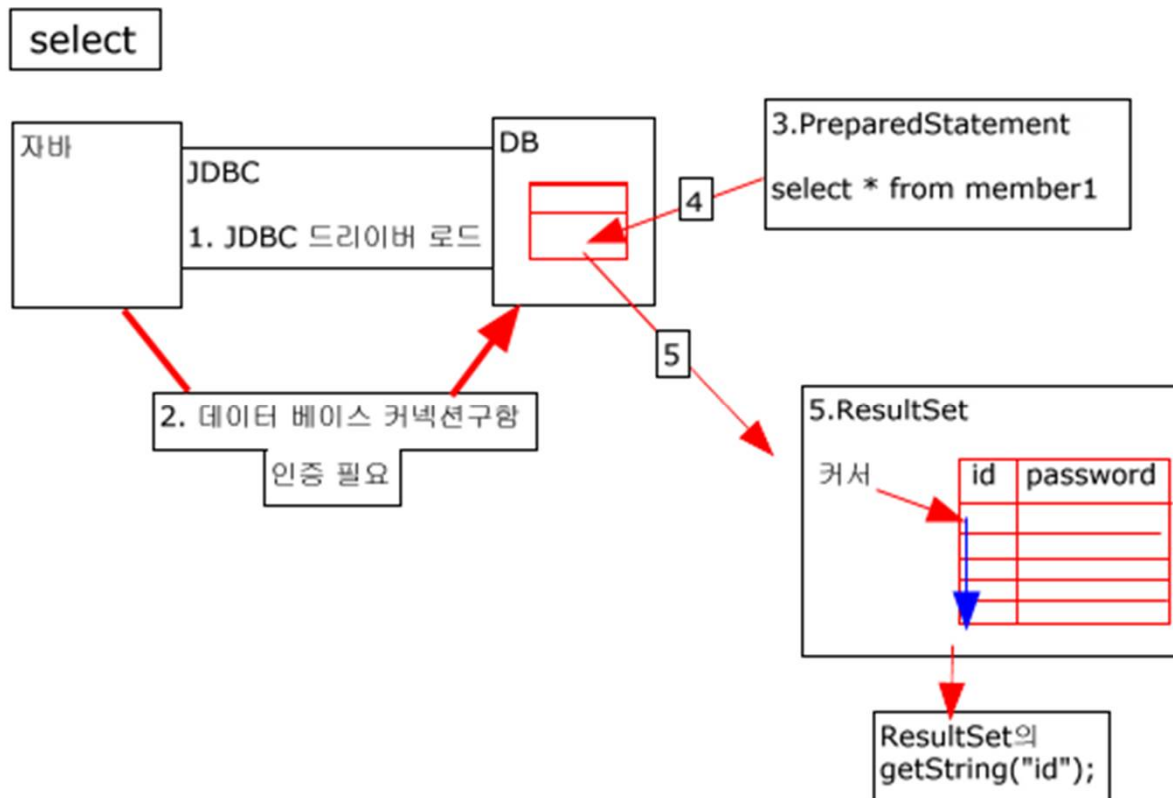 select
자바
JDBC
1. JDBC 드리이버 로드
DB
3.PreparedStatement
select * from member1
4
5
2. 데이터 베이스 커넥션구함
인증 필요
5.ResultSet
커서
id password
ResultSet의
getString("id");